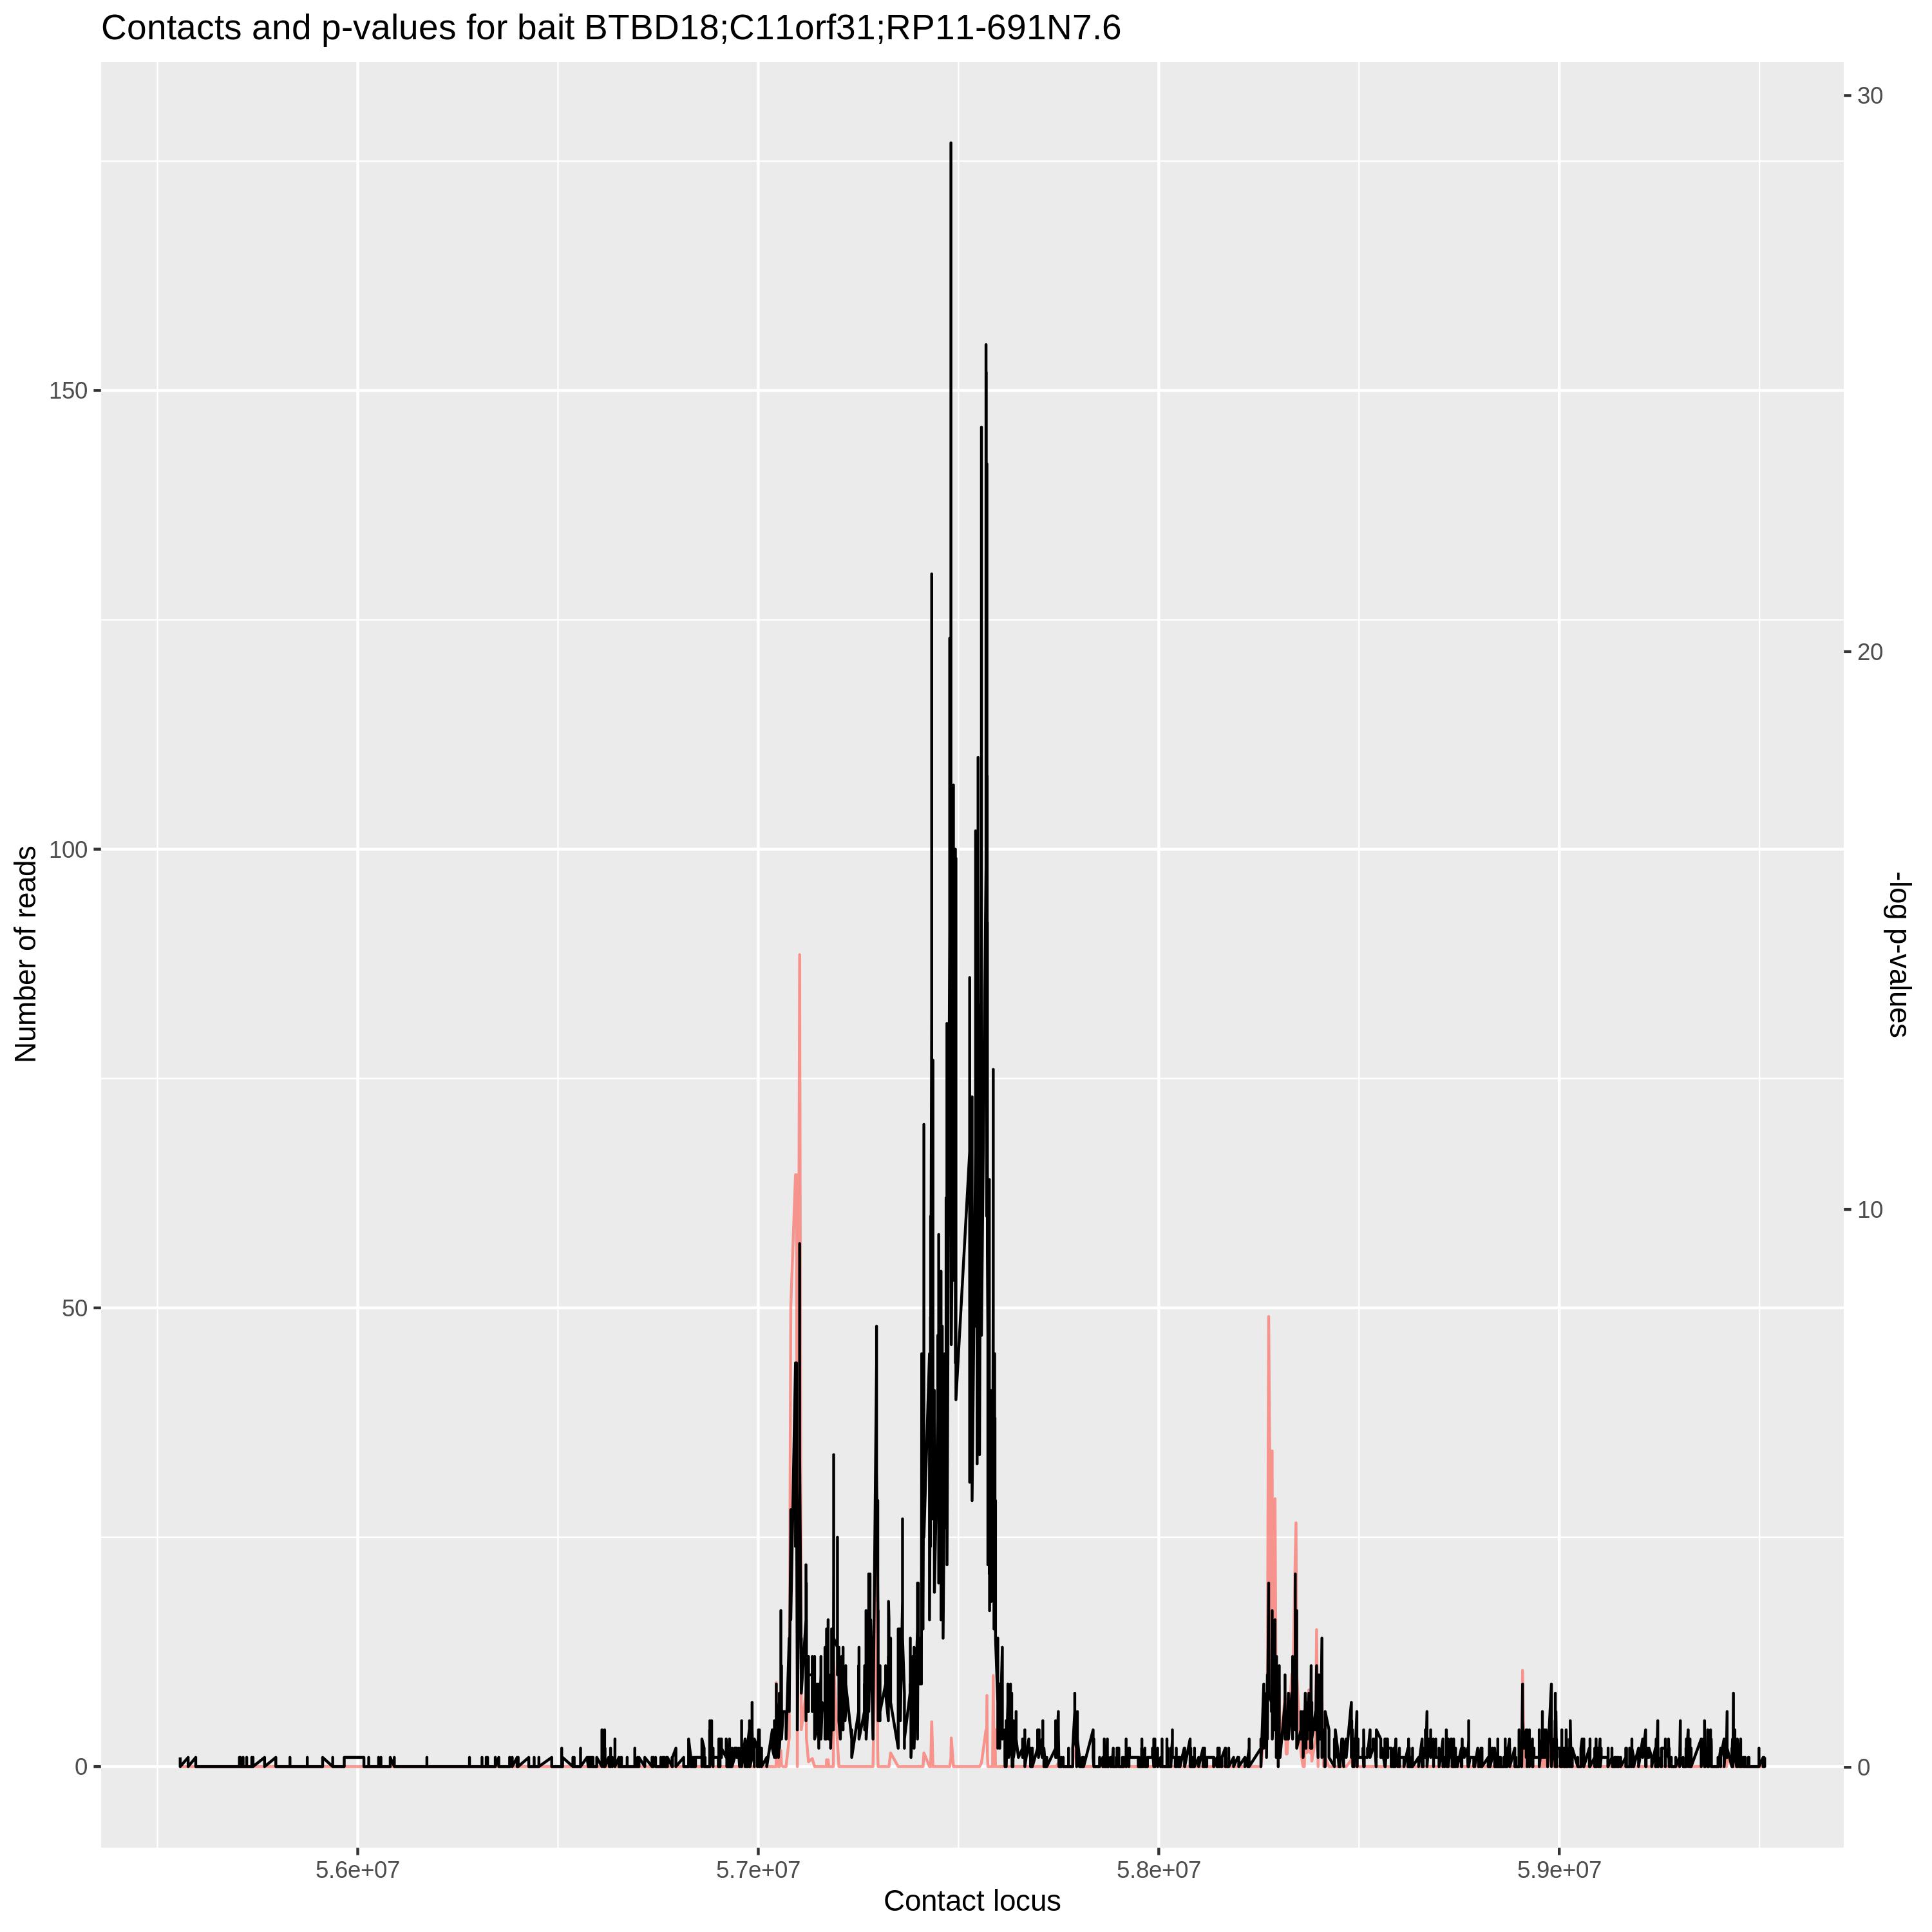 Contacts and p-values for bait BTBD18;C11orf31;RP11-691N7.6
30
150
20
100
Number of reads
-log p-values
10
50
0
0
5.6e+07
5.7e+07
5.8e+07
5.9e+07
Contact locus